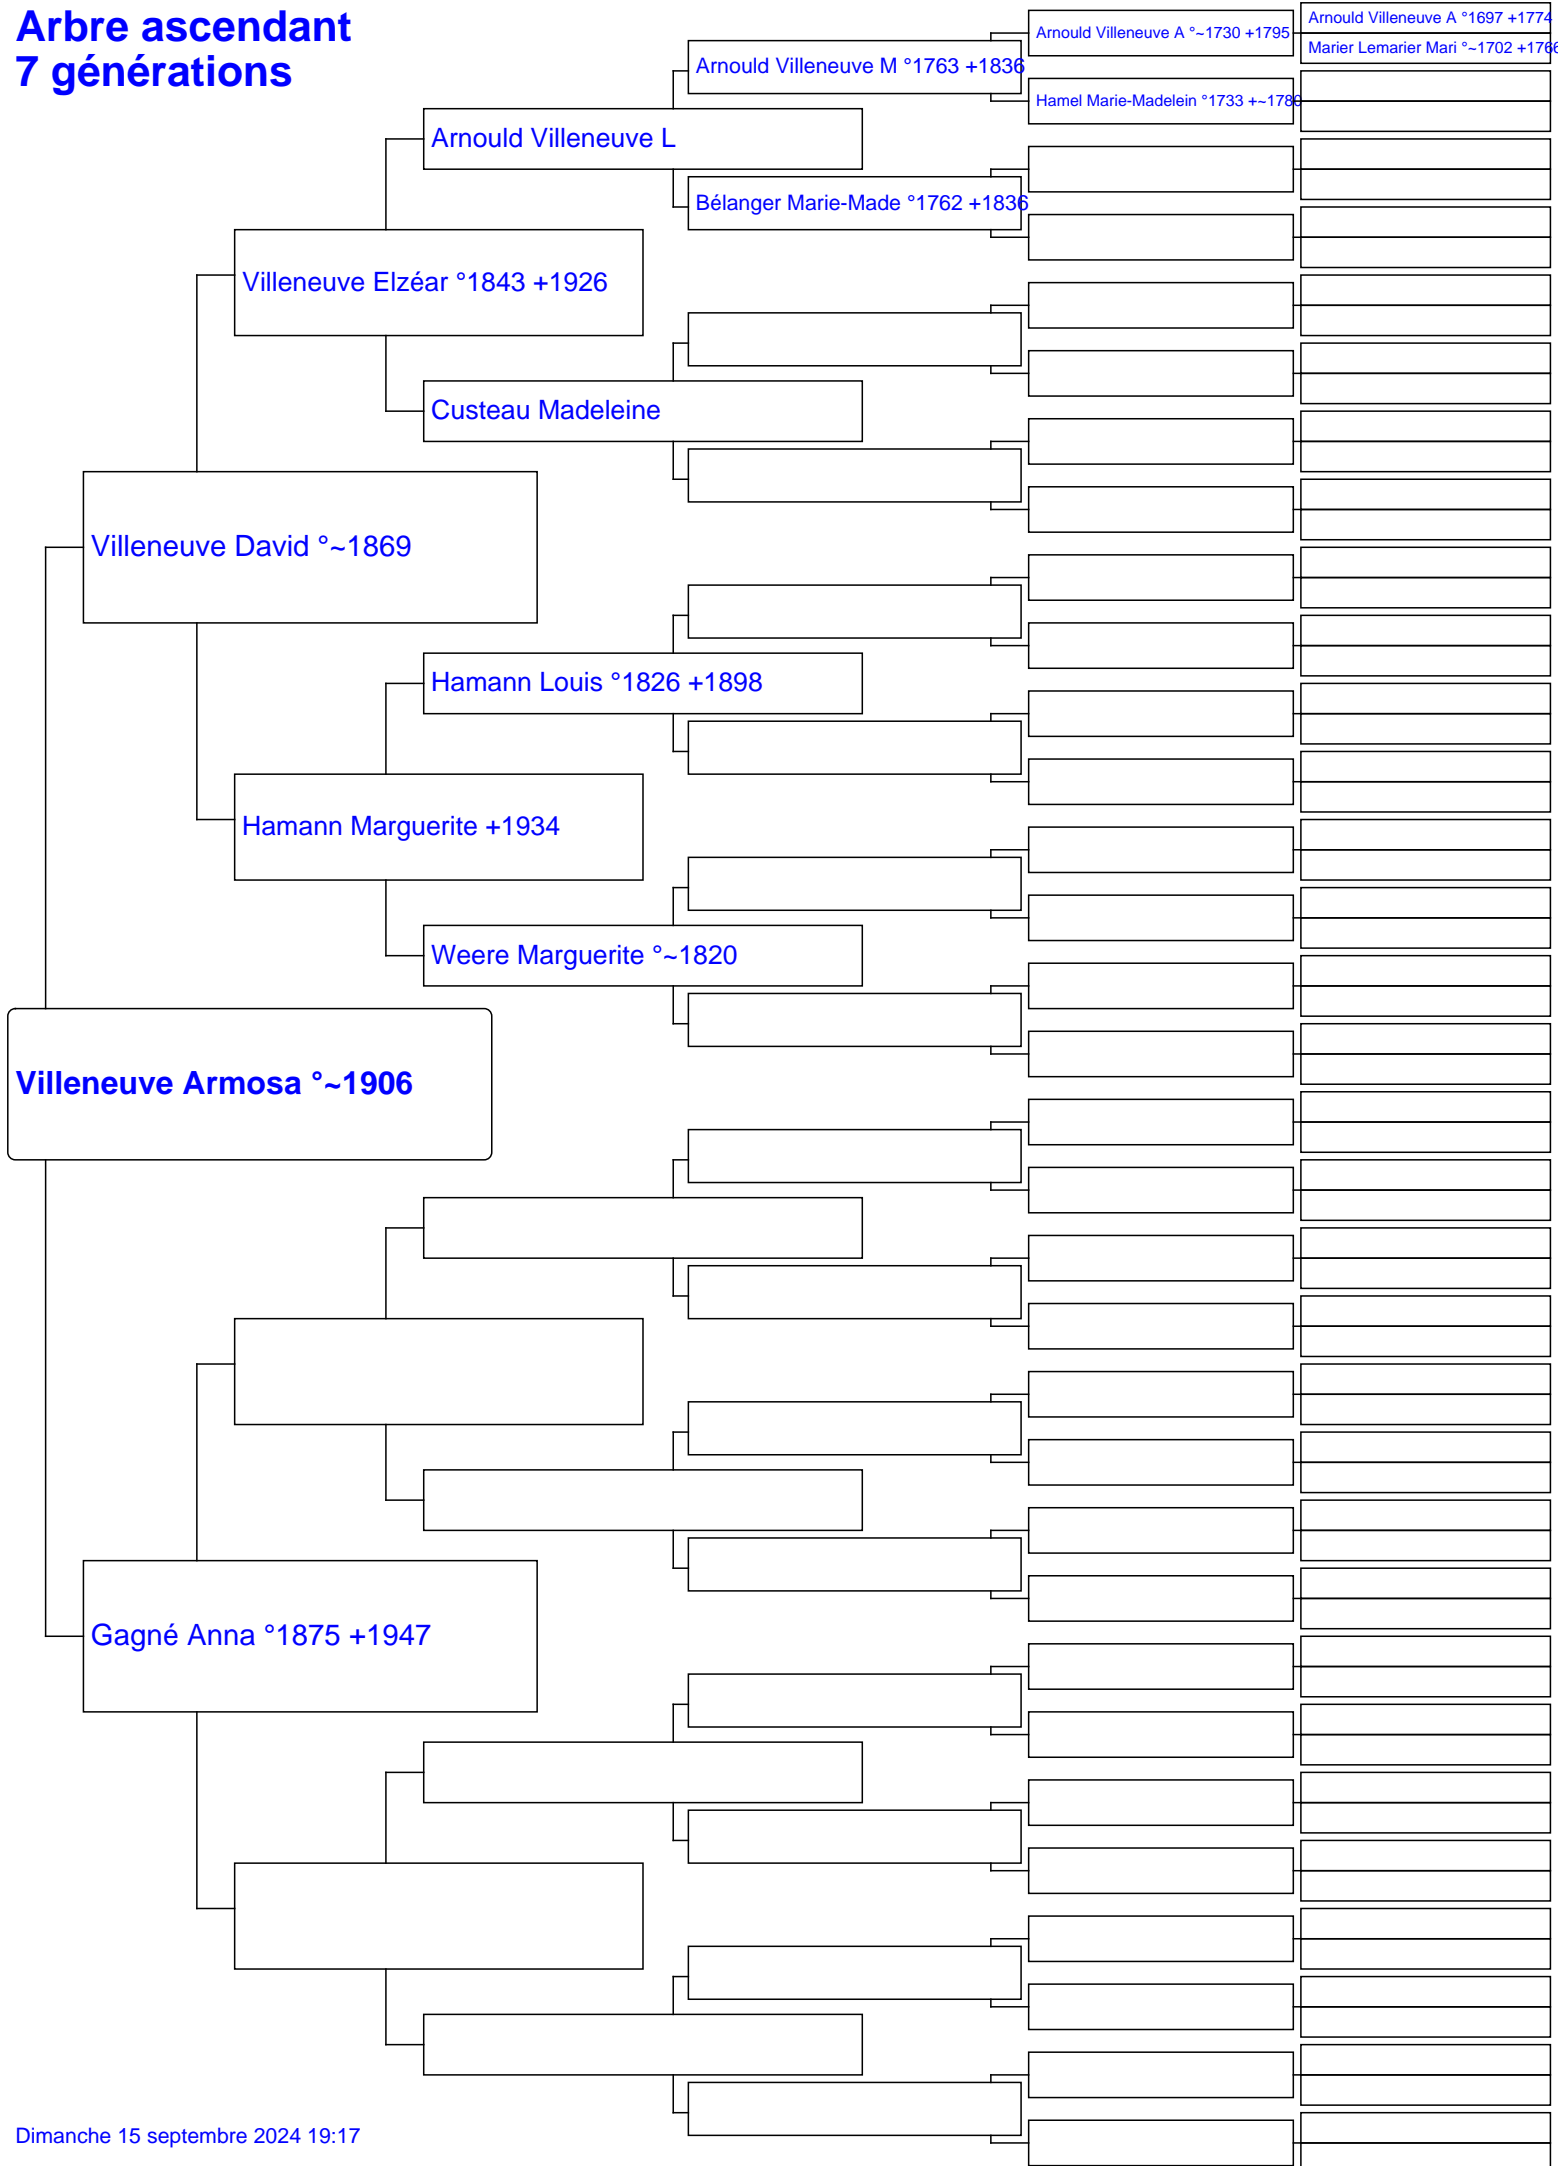 Arbre ascendant
7 générations
Arnould Villeneuve A °1697 +1774
Marier Lemarier Mari °~1702 +1766
Arnould Villeneuve A °~1730 +1795
Arnould Villeneuve M °1763 +1836
Hamel Marie-Madelein °1733 +~1780
Arnould Villeneuve L
Bélanger Marie-Made °1762 +1836
Villeneuve Elzéar °1843 +1926
Custeau Madeleine
Villeneuve David °~1869
Hamann Louis °1826 +1898
Hamann Marguerite +1934
Weere Marguerite °~1820
Villeneuve Armosa °~1906
Gagné Anna °1875 +1947
Dimanche 15 septembre 2024 19:17